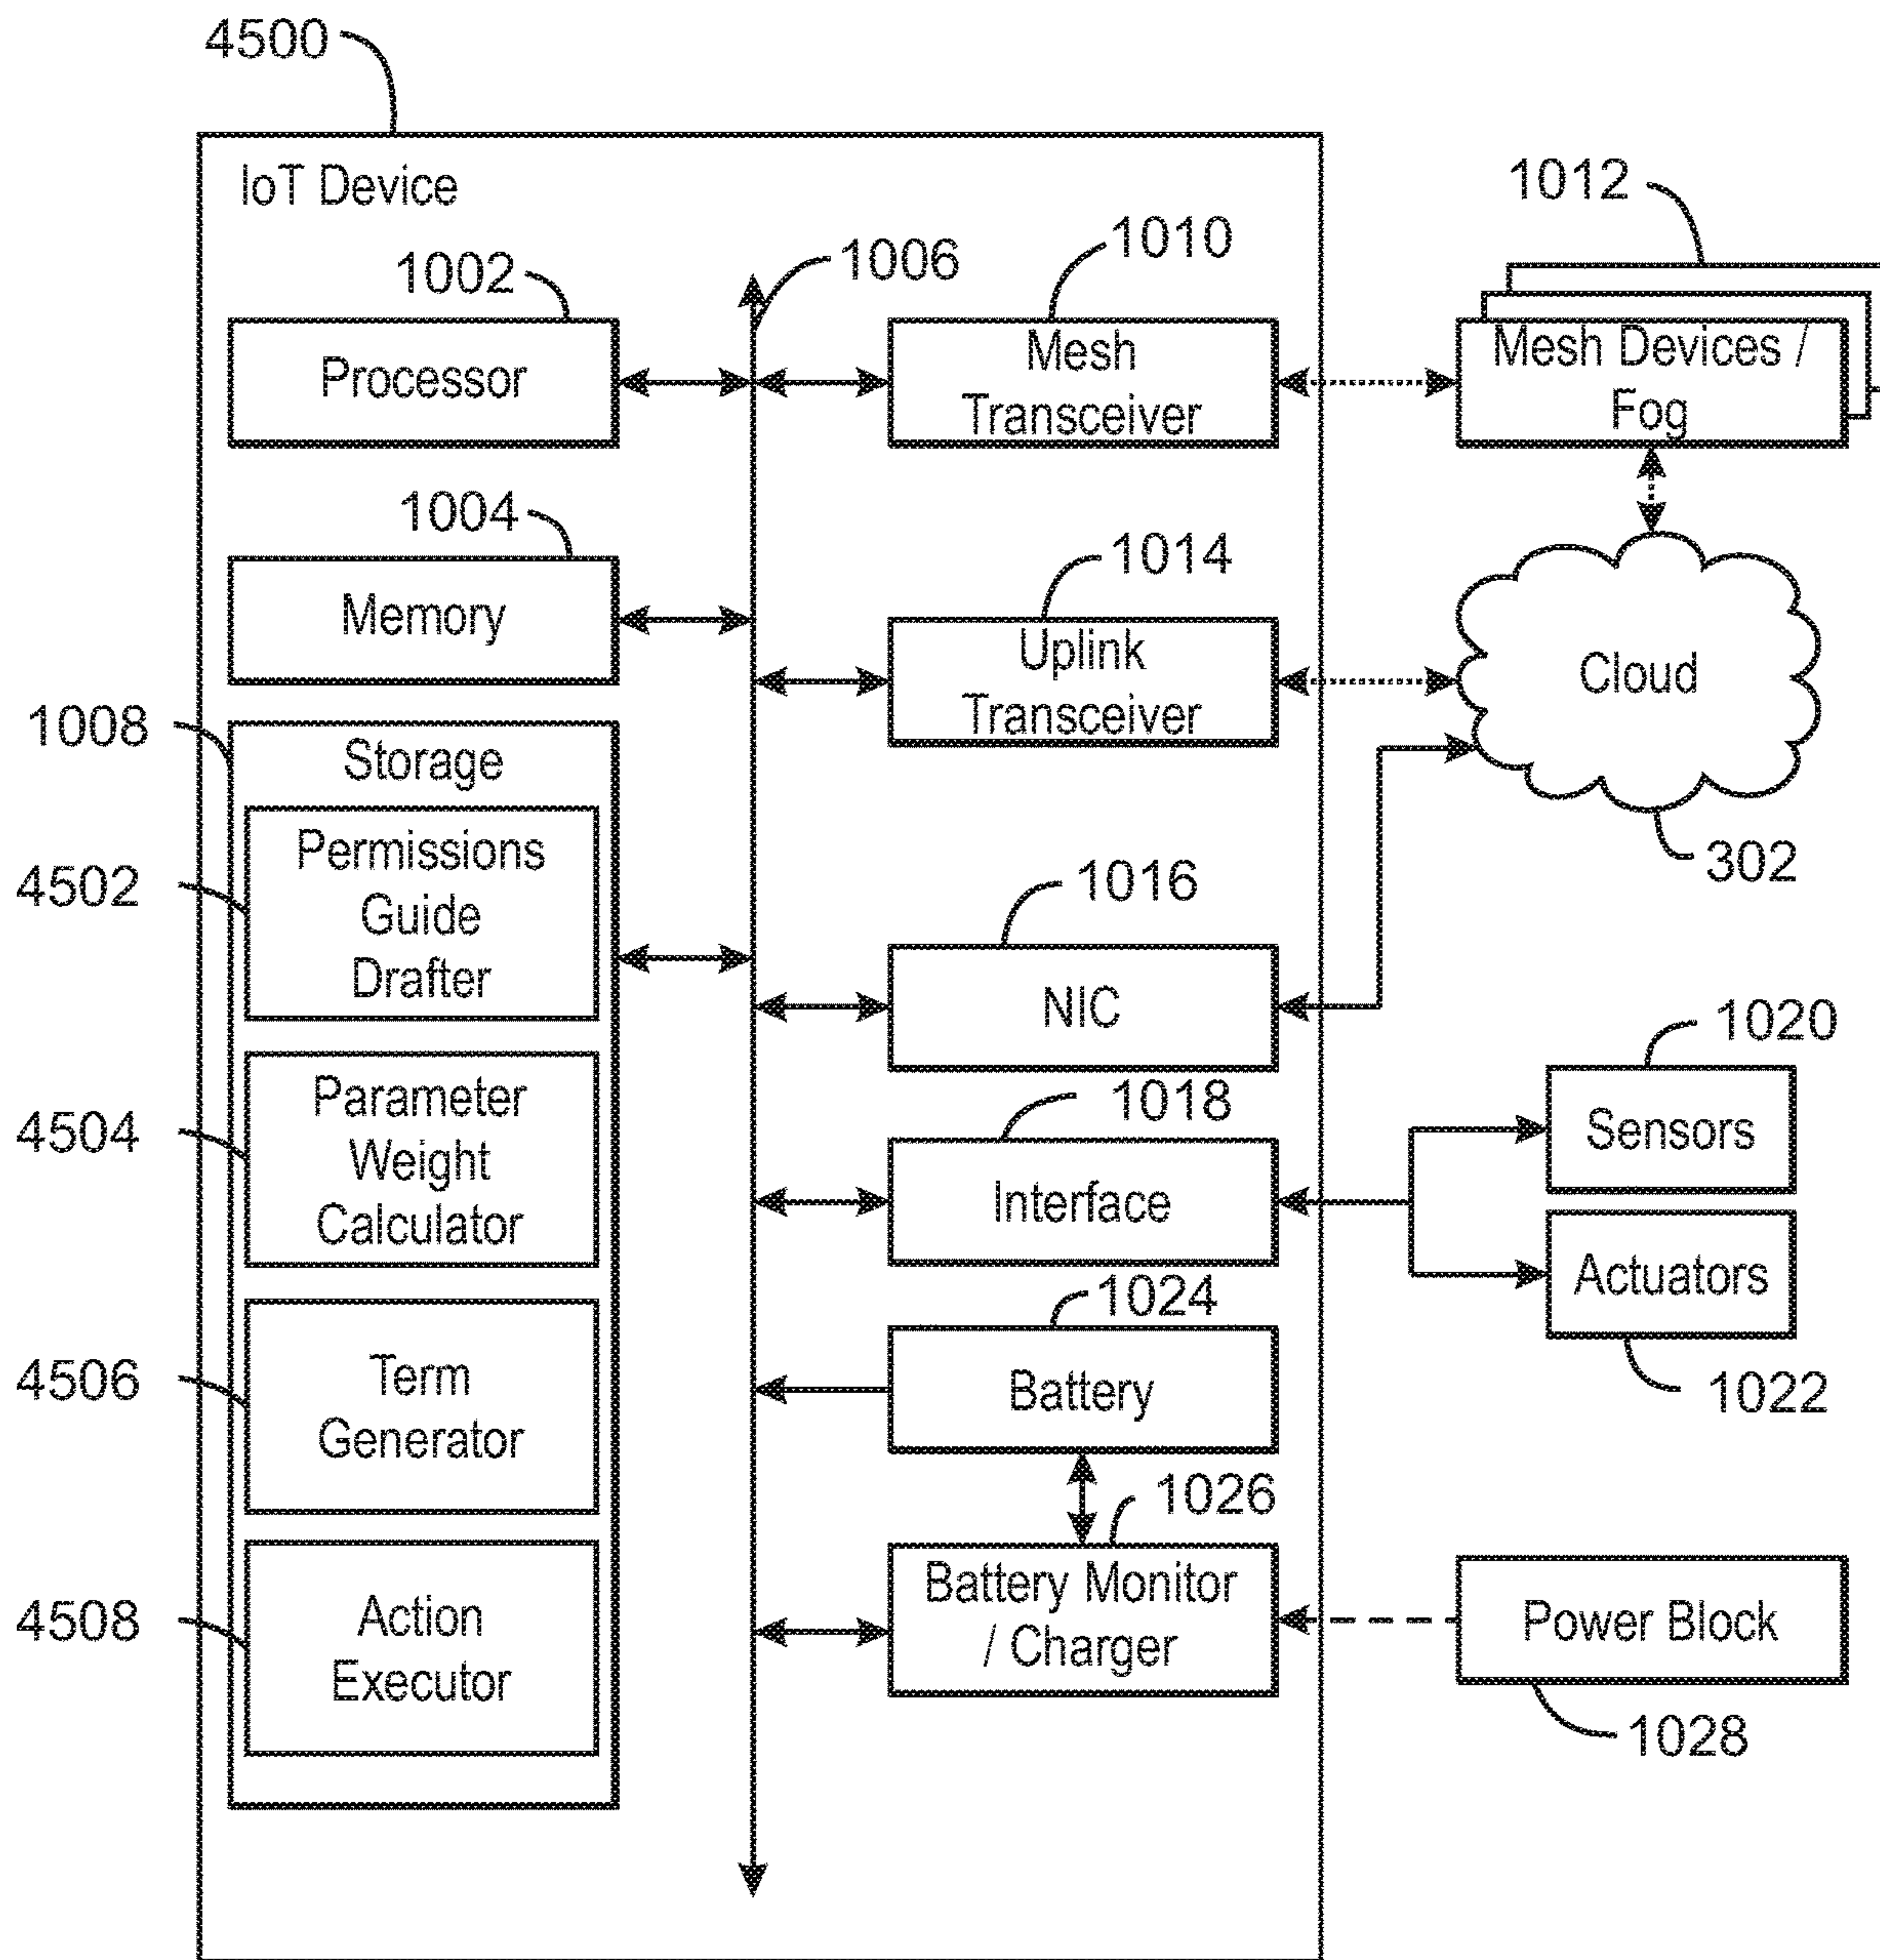 4500
IoT Device
1012
1010
1006
1002
Processor
Mesh
Transceiver
Mesh Devices /
Fog
1004
Memory
1014
Uplink
Transceiver
Cloud
302
1008
Storage
4502
Permissions
Guide
Drafter
1016
NIC
4504
Parameter
Weight
Calculator
1018
Interface
1020
Sensors
Actuators
1022
4506
Term
Generator
1024
Battery
1026
4508
Action
Executor
Battery Monitor
/ Charger
Power Block
1028